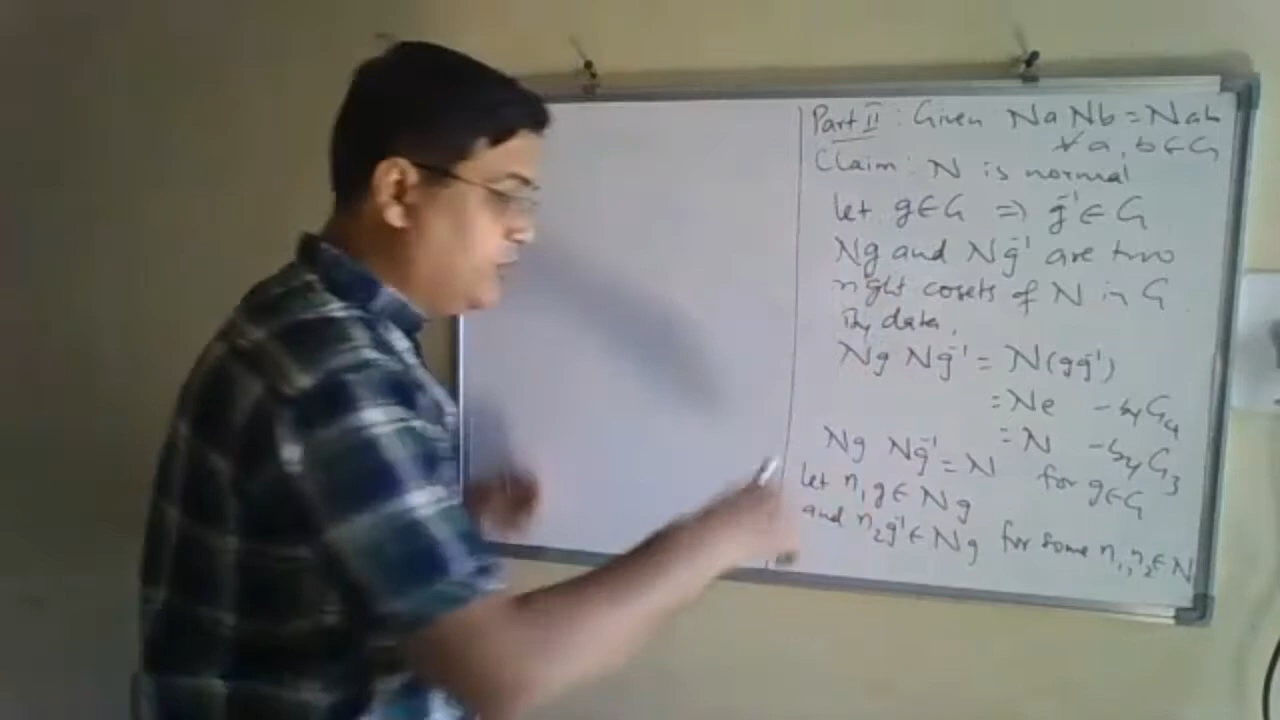 Part II : Given NaNb = Nab
∀ a, b ∈ G
Claim : N is normal
let g ∈ G ⇒ g⁻¹ ∈ G
Ng and Ng⁻¹ are two
right cosets of N in G
By data,
Ng Ng⁻¹ = N(gg⁻¹)
= Ne - by G₄
= N - by G₃
Ng Ng⁻¹ = N for g ∈ G
let n₁g ∈ Ng
and n₂g⁻¹ ∈ Ng for some n₁, n₂ ∈ N